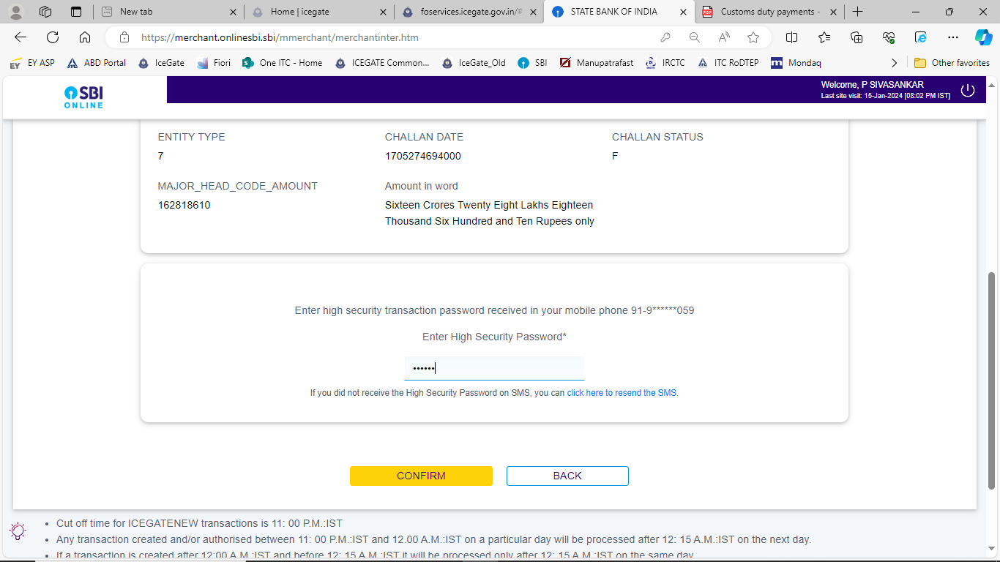 New tab
Home | icegate
foservices.icegate.gov.in/#
STATE BANK OF INDIA
PDF
Customs duty payments -
https://merchant.onlinesbi.sbi/mmerchant/merchantinter.htm
EY
EY ASP
ABD Portal
IceGate
Fiori
One ITC - Home
ICEGATE Common...
IceGate_Old
SBI
Manupatrafast
IRCTC
ITC RoDTEP
Mondaq
Other favorites
SBI
ONLINE
Welcome, P SIVASANKAR
Last site visit: 15-Jan-2024 [08:02 PM IST]
ENTITY TYPE
CHALLAN DATE
CHALLAN STATUS
7
1705274694000
F
MAJOR_HEAD_CODE_AMOUNT
Amount in word
162818610
Sixteen Crores Twenty Eight Lakhs Eighteen
Thousand Six Hundred and Ten Rupees only
Enter high security transaction password received in your mobile phone 91-9******059
Enter High Security Password*
••••••
If you did not receive the High Security Password on SMS, you can click here to resend the SMS.
CONFIRM
BACK
• Cut off time for ICEGATENEW transactions is 11: 00 P.M.:IST
• Any transaction created and/or authorised between 11: 00 P.M.:IST and 12.00 A.M.:IST on a particular day will be processed after 12: 15 A.M.:IST on the next day.
• If a transaction is created after 12:00 A.M.:IST and before 12: 15 A.M.:IST it will be processed only after 12: 15 A.M.:IST on the same day